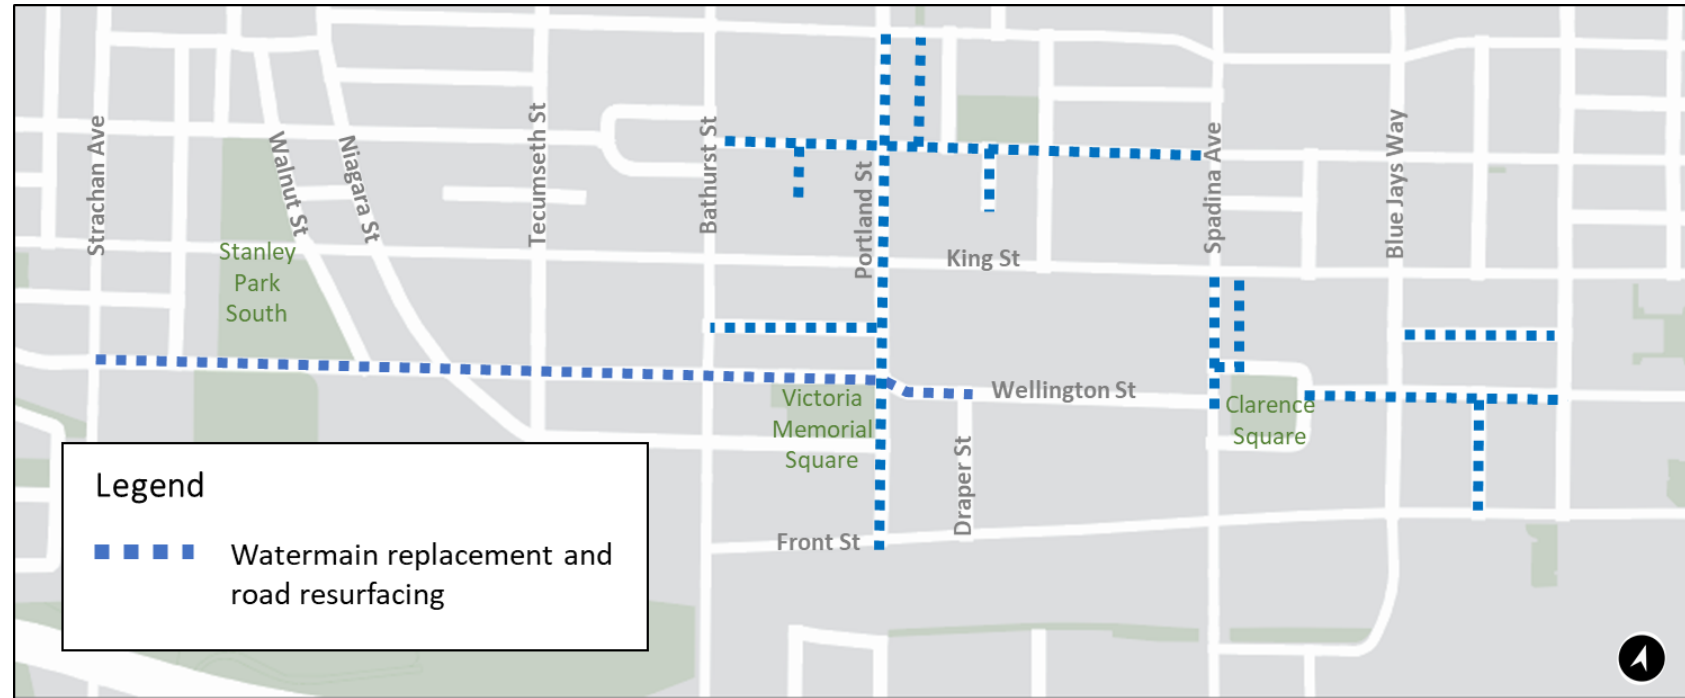 Strachan Ave
Walnut St
Niagara St
Tecumseth St
Bathurst St
Portland St
Spadina Ave
Blue Jays Way
Stanley
Park
South
King St
Wellington St
Victoria
Memorial
Square
Clarence
Square
Draper St
Front St
Legend
Watermain replacement and
road resurfacing